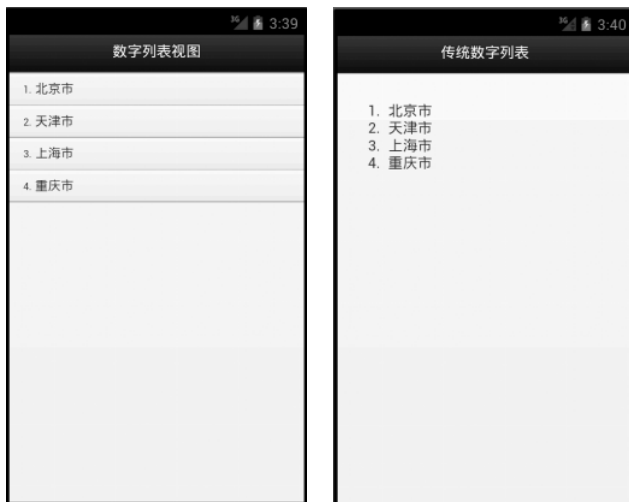 3G 3:39
数字列表视图
1. 北京市
2. 天津市
3. 上海市
4. 重庆市
3G 3:40
传统数字列表
1. 北京市
2. 天津市
3. 上海市
4. 重庆市